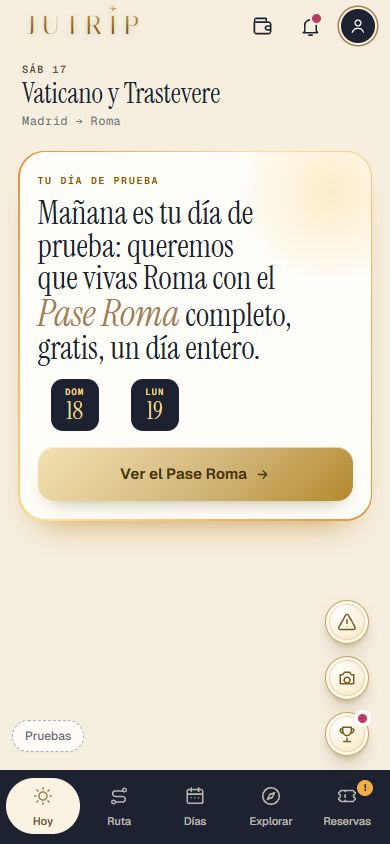 JUTRIP
SÁB 17
Vaticano y Trastevere
Madrid → Roma
TU DÍA DE PRUEBA
Mañana es tu día de
prueba: queremos
que vivas Roma con el
Pase Roma completo,
gratis, un día entero.
DOM
18
LUN
19
Ver el Pase Roma →
Pruebas
!
Hoy
Ruta
Días
Explorar
Reservas